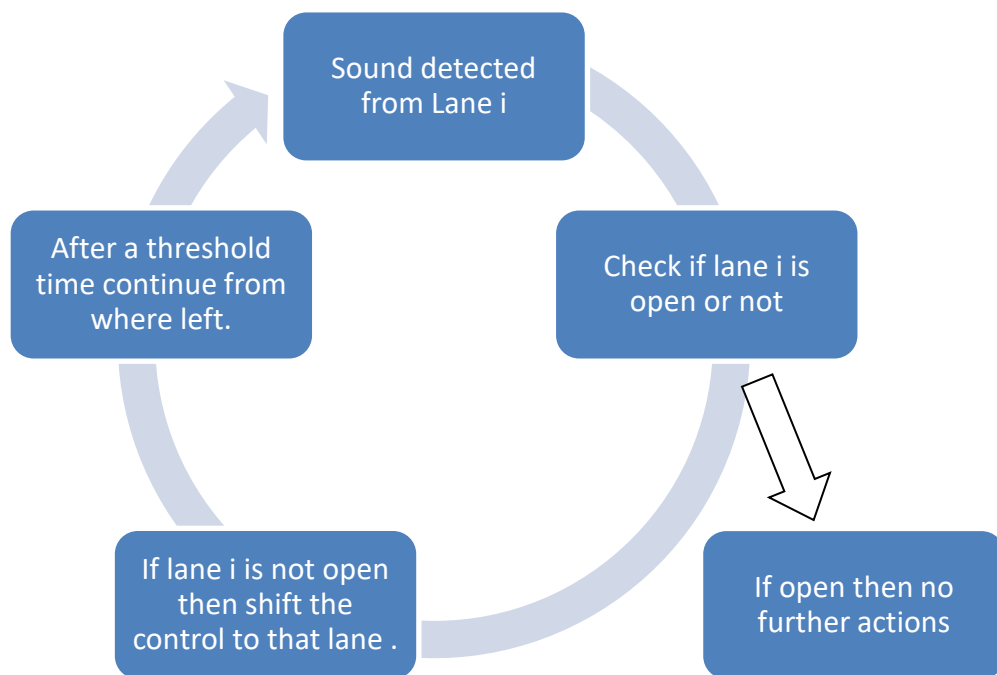 Sound detected
from Lane i
Check if lane i is
open or not
If open then no
further actions
If lane i is not open
then shift the
control to that lane .
After a threshold
time continue from
where left.